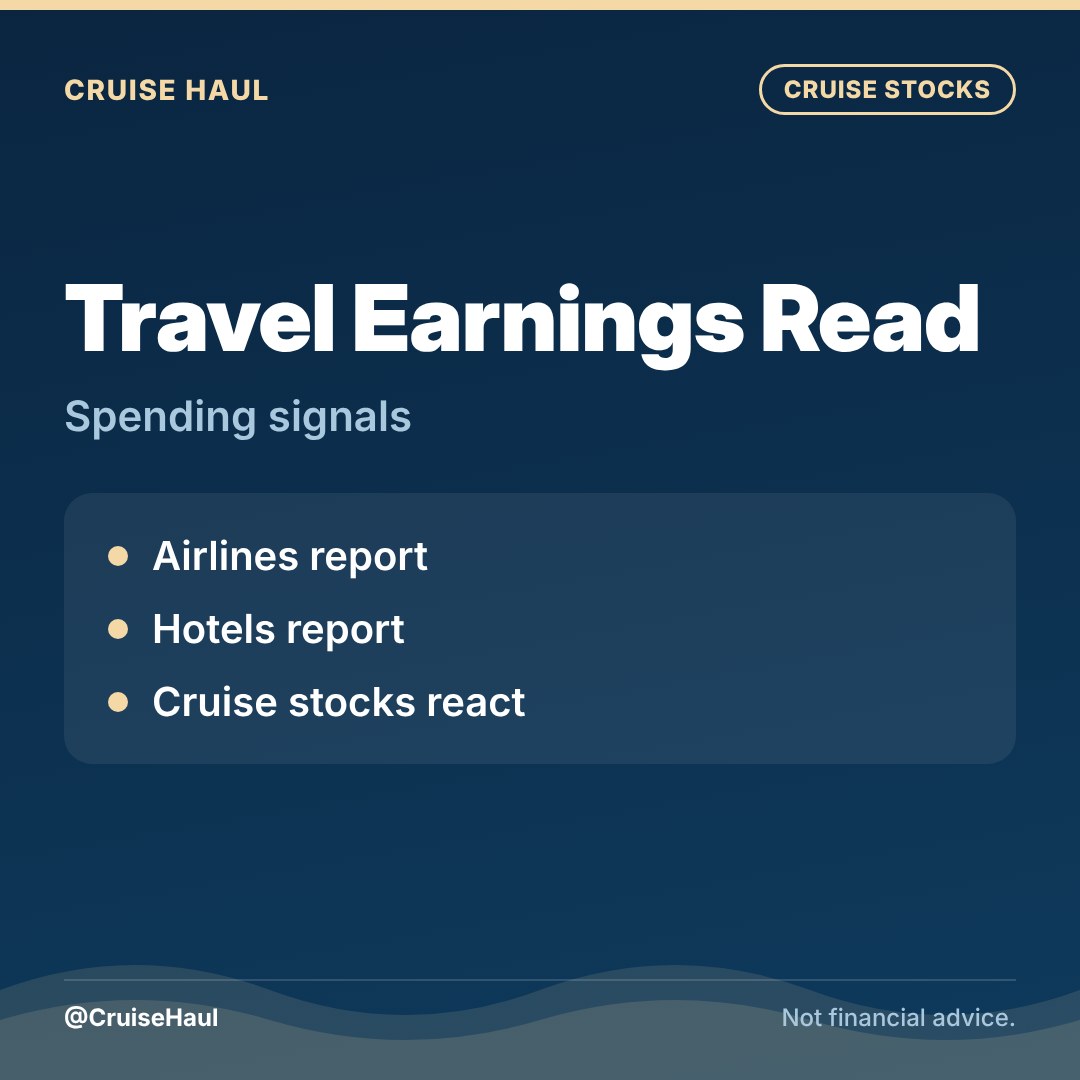 CRUISE HAUL
CRUISE STOCKS
Travel Earnings Read
Spending signals
Airlines report
Hotels report
Cruise stocks react
@CruiseHaul
Not financial advice.